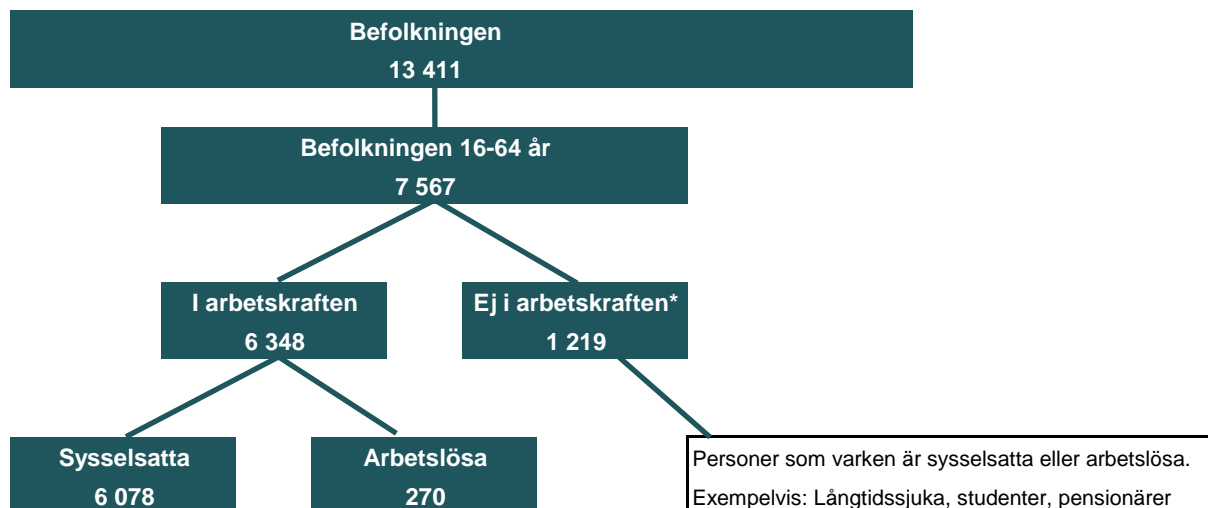 Befolkningen
13 411
Befolkningen 16-64 år
7 567
I arbetskraften
6 348
Ej i arbetskraften*
1 219
Sysselsatta
6 078
Arbetslösa
270
Personer som varken är sysselsatta eller arbetslösa.
Exempelvis: Långtidssjuka, studenter, pensionärer